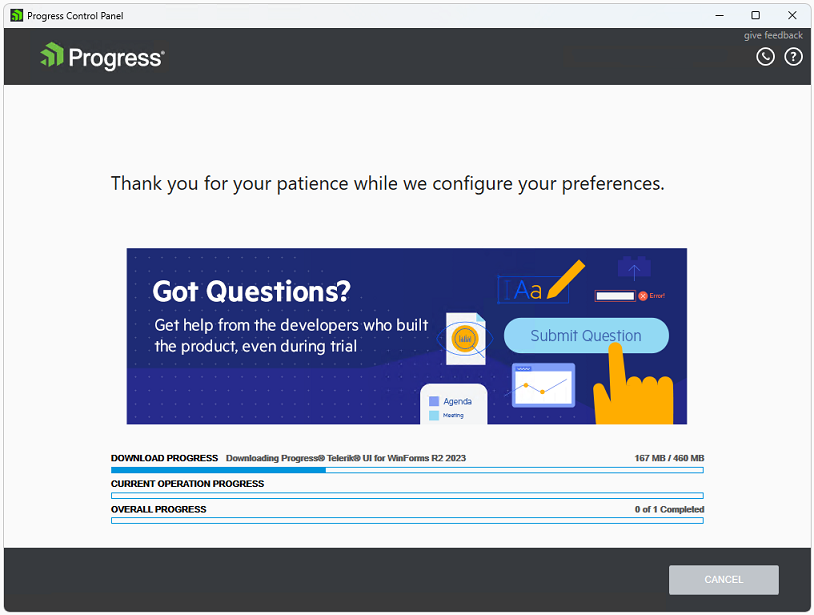 Progress Control Panel
give feedback
Progress®
?
Thank you for your patience while we configure your preferences.
Got Questions?
Get help from the developers who built
the product, even during trial
Aa
Error!
Submit Question
Agenda
Meeting
DOWNLOAD PROGRESS Downloading Progress® Telerik® UI for WinForms R2 2023 167 MB / 460 MB
CURRENT OPERATION PROGRESS
OVERALL PROGRESS 0 of 1 Completed
CANCEL